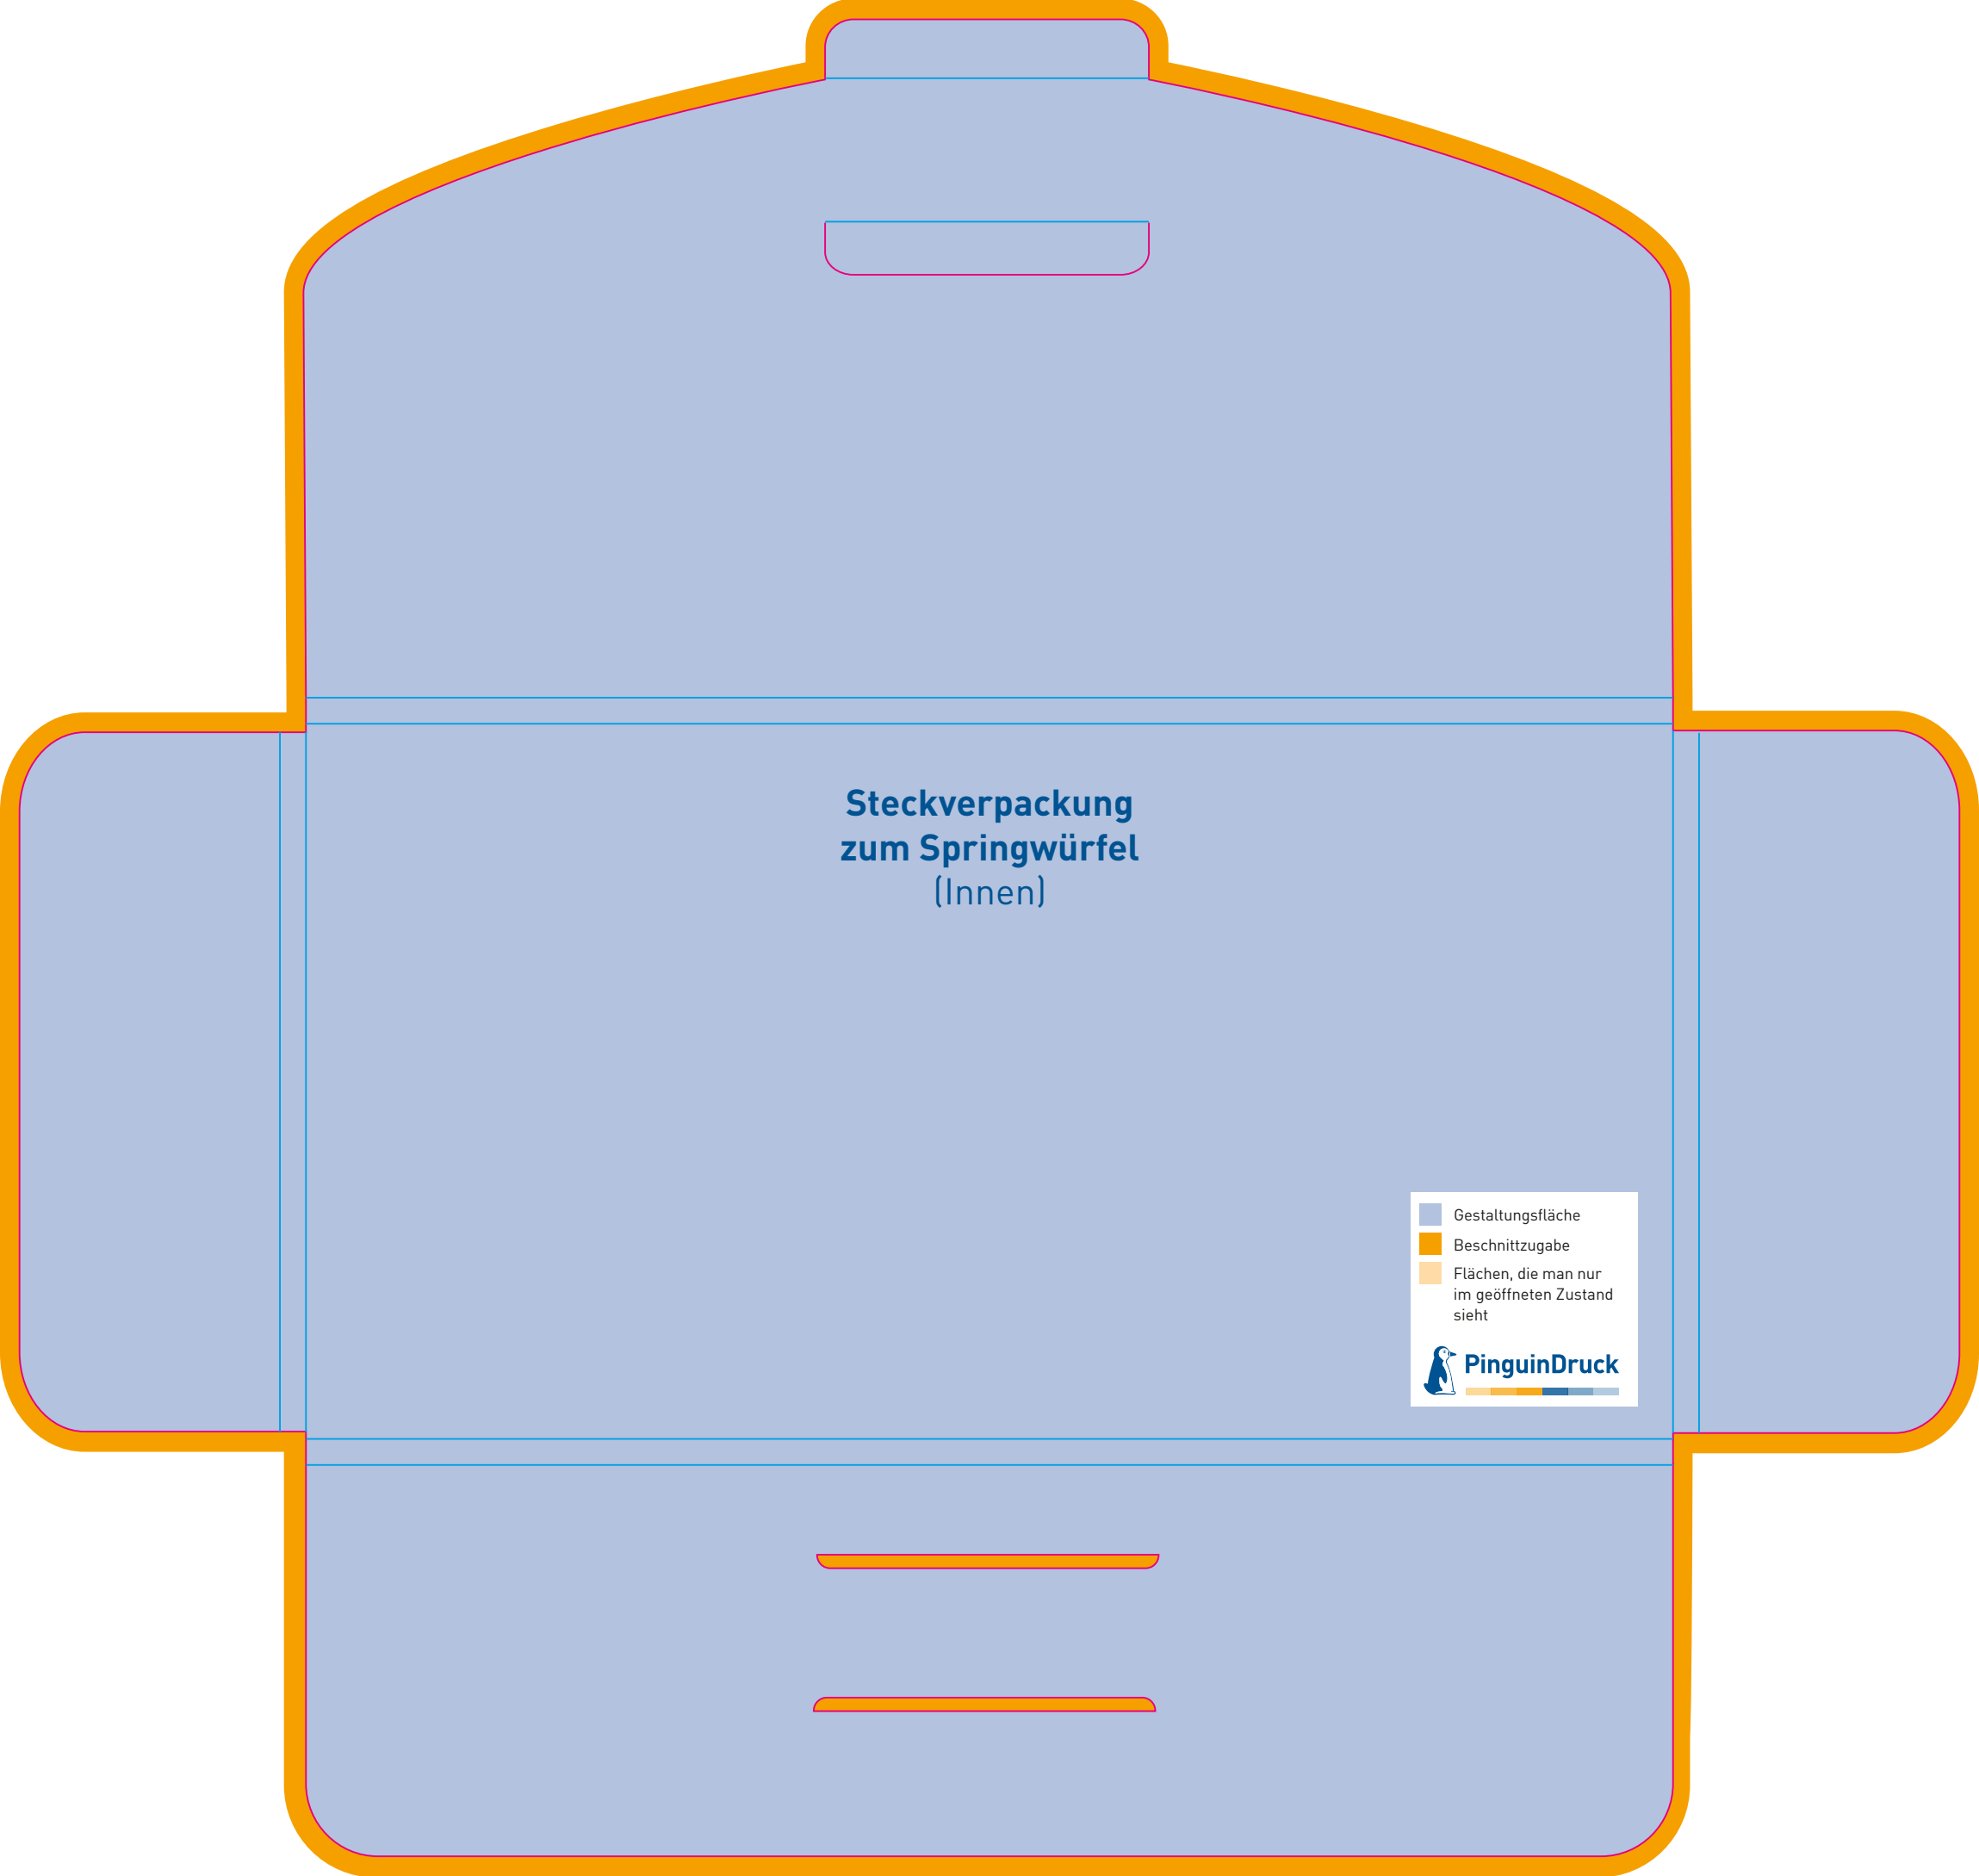 Steckverpackung
zum Springwürfel
(Innen)
Gestaltungsfläche
Beschnittzugabe
Flächen, die man nur
im geöffneten Zustand
sieht
PinguinDruck